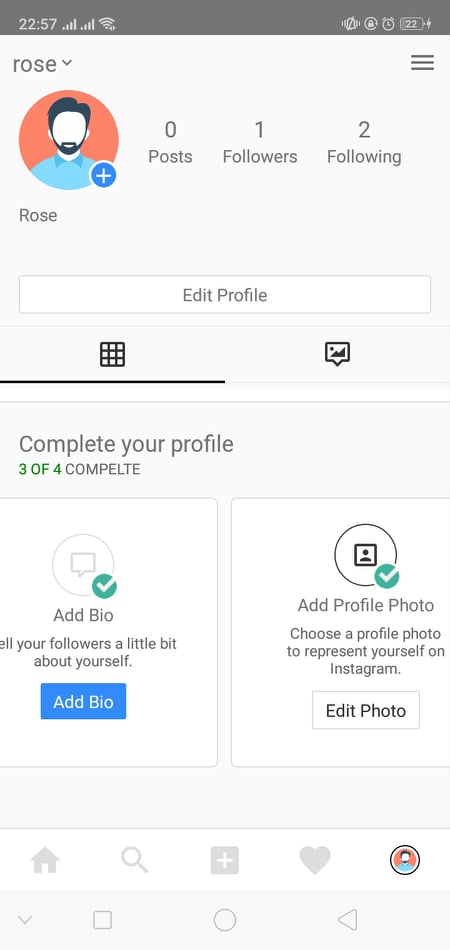 22:57
22
rose
0
1
2
Posts
Followers
Following
Rose
Edit Profile
Complete your profile
3 OF 4 COMPELTE
Add Bio
ell your followers a little bit
about yourself.
Add Bio
Add Profile Photo
Choose a profile photo
to represent yourself on
Instagram.
Edit Photo